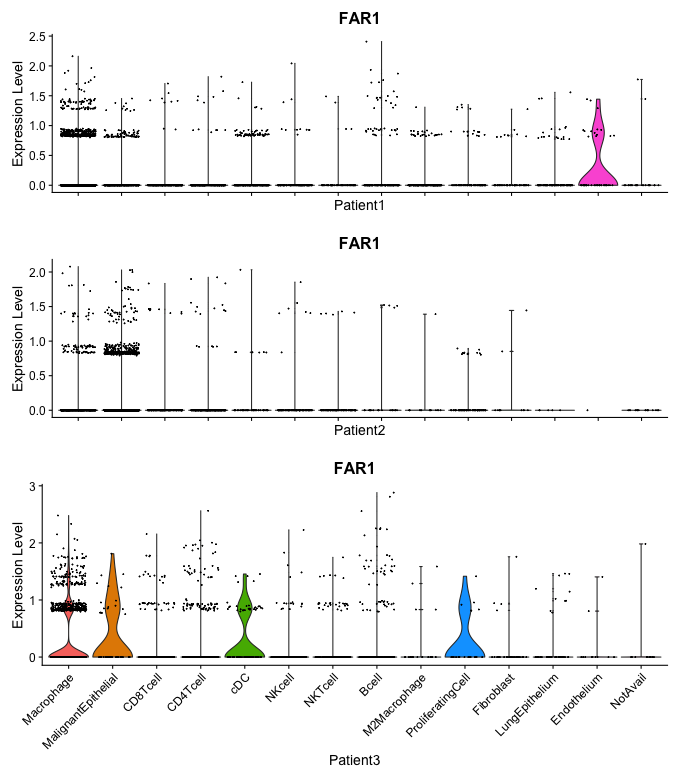 FAR1
Expression Level
2.5
2.0
1.5
1.0
0.5
0.0
Patient1
FAR1
Expression Level
2.0
1.5
1.0
0.5
0.0
Patient2
FAR1
Expression Level
3
2
1
0
Macrophage
MalignantEpithelial
CD8Tcell
CD4Tcell
cDC
NKcell
NKTcell
Bcell
M2Macrophage
ProliferatingCell
Fibroblast
LungEpithelium
Endothelium
NotAvail
Patient3